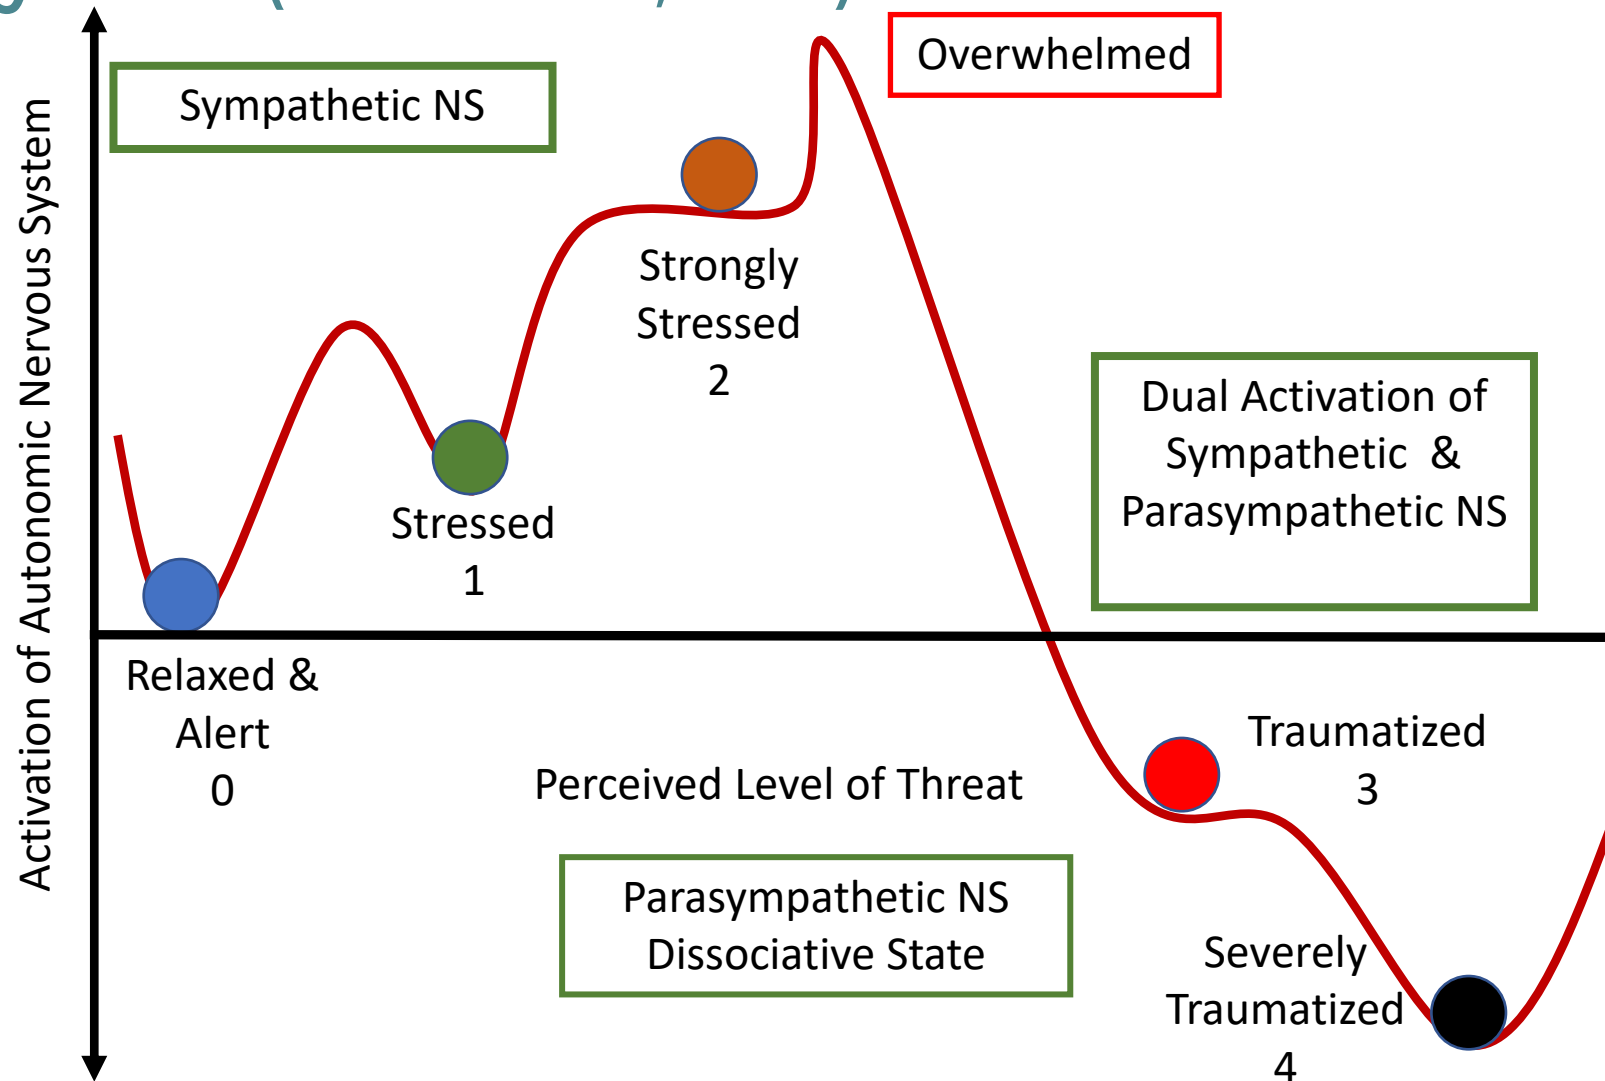 Sympathetic NS
Overwhelmed
Activation of Autonomic Nervous System
Strongly
Stressed
2
Dual Activation of
Sympathetic &
Parasympathetic NS
Stressed
1
Relaxed &
Alert
0
Traumatized
3
Perceived Level of Threat
Parasympathetic NS
Dissociative State
Severely
Traumatized
4